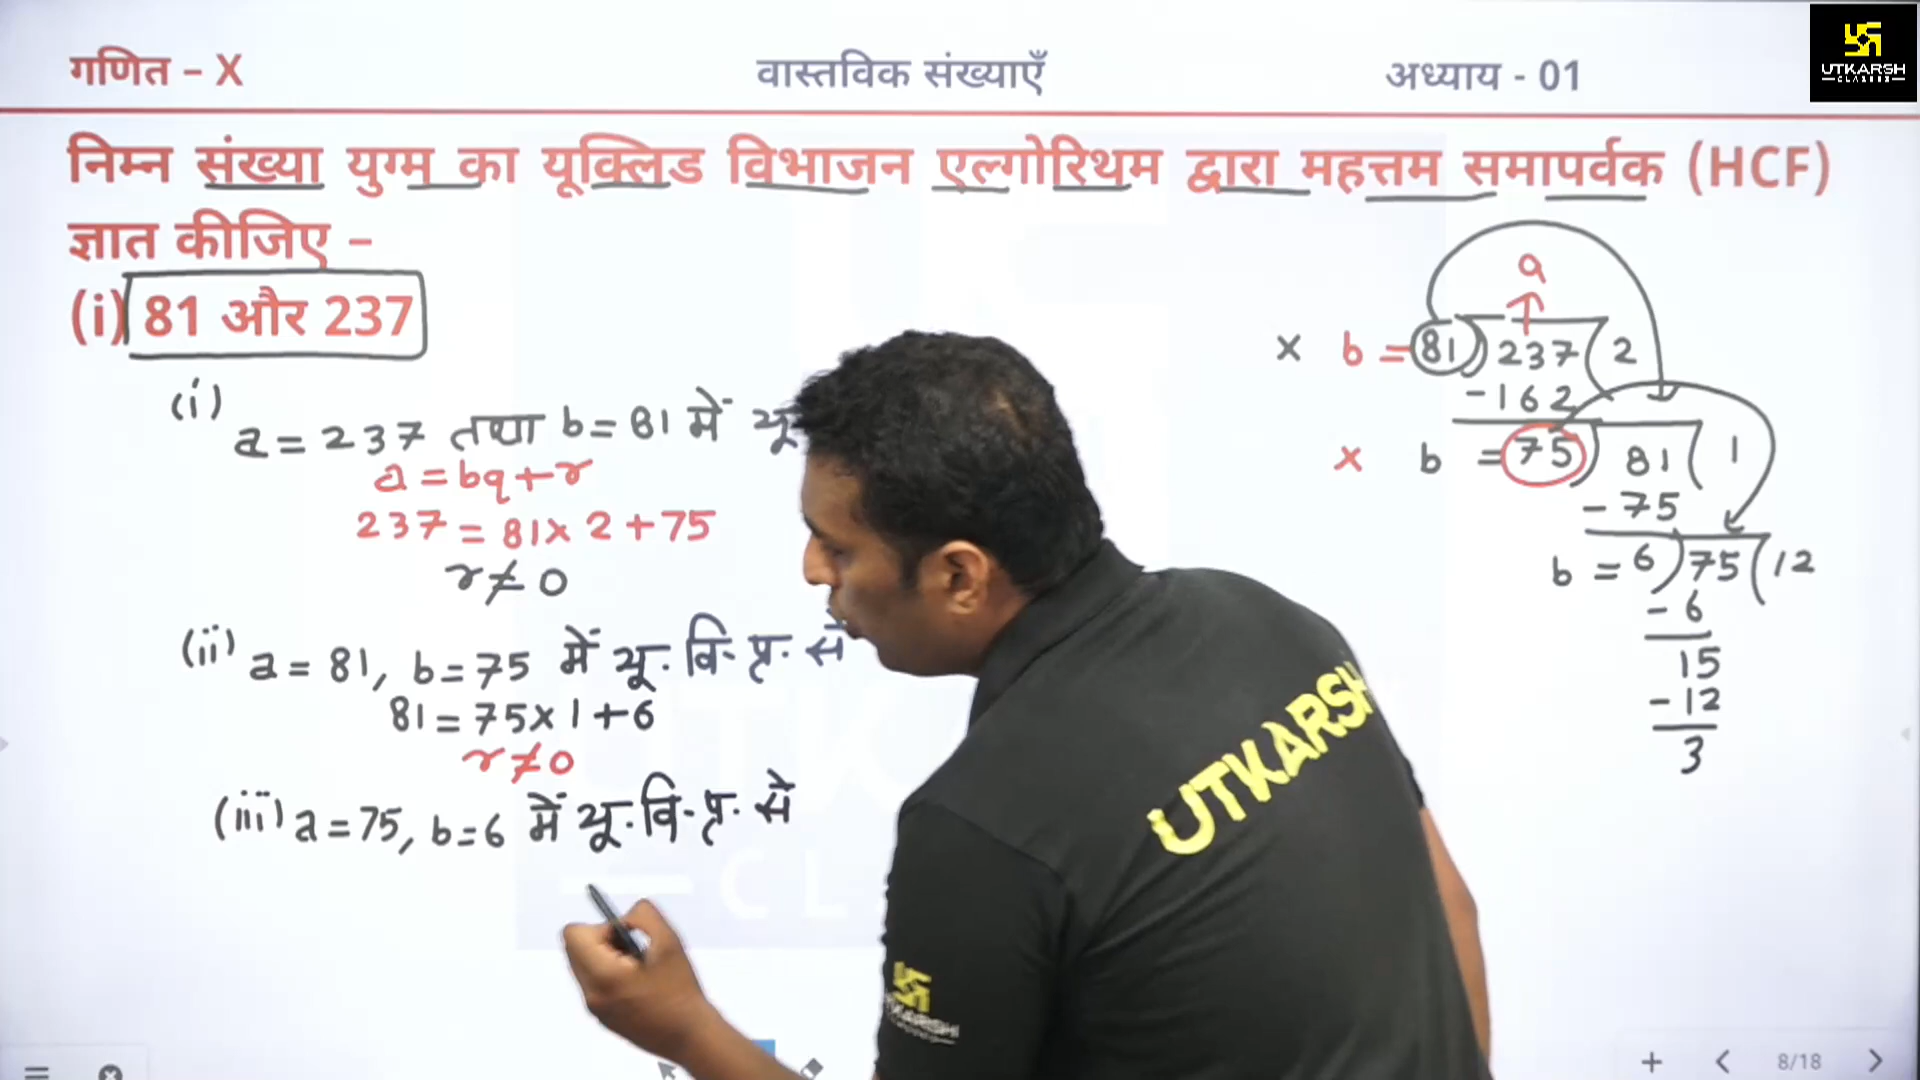 गणित – X
वास्तविक संख्याएँ
अध्याय - 01
UTKARSH
CLASSES
निम्न संख्या युग्म का यूक्लिड विभाजन एल्गोरिथम द्वारा महत्तम समापर्वक (HCF)
ज्ञात कीजिए –
(i) 81 और 237
(i)
a = 237 तथा b = 81 में यू
a = bq + r
237 = 81 x 2 + 75
r ≠ 0
(ii) a = 81, b = 75 में यू. वि. प्र. से
81 = 75 x 1 + 6
r ≠ 0
(iii) a = 75, b = 6 में यू. वि. प्र. से
a
x b = 81) 237 ( 2
- 162
x b = 75) 81 ( 1
- 75
b = 6) 75 ( 12
- 6
15
- 12
3
UTKARSH
8/18